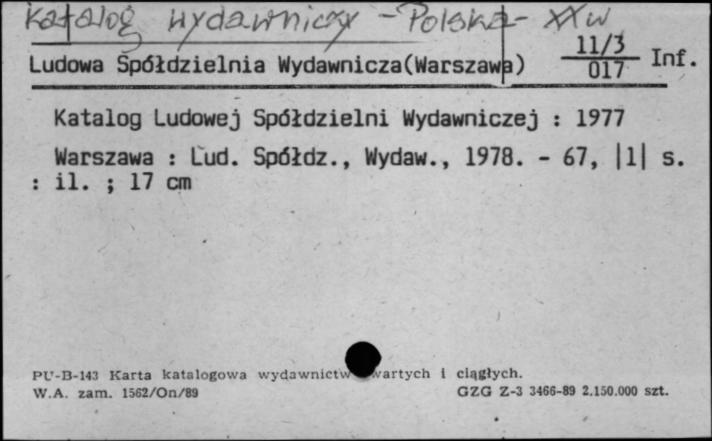 Katalog wydawniczy - Polska - XX w
Ludowa Spółdzielnia Wydawnicza(Warszawa) 11/3 017 Inf.
Katalog Ludowej Spółdzielni Wydawniczej : 1977
Warszawa : Lud. Spółdz., Wydaw., 1978. - 67, |1| s.
: il. ; 17 cm
PU-B-143 Karta katalogowa wydawnictw wartych i ciągłych.
W.A. zam. 1562/On/89 GZG Z-3 3466-89 2.150.000 szt.